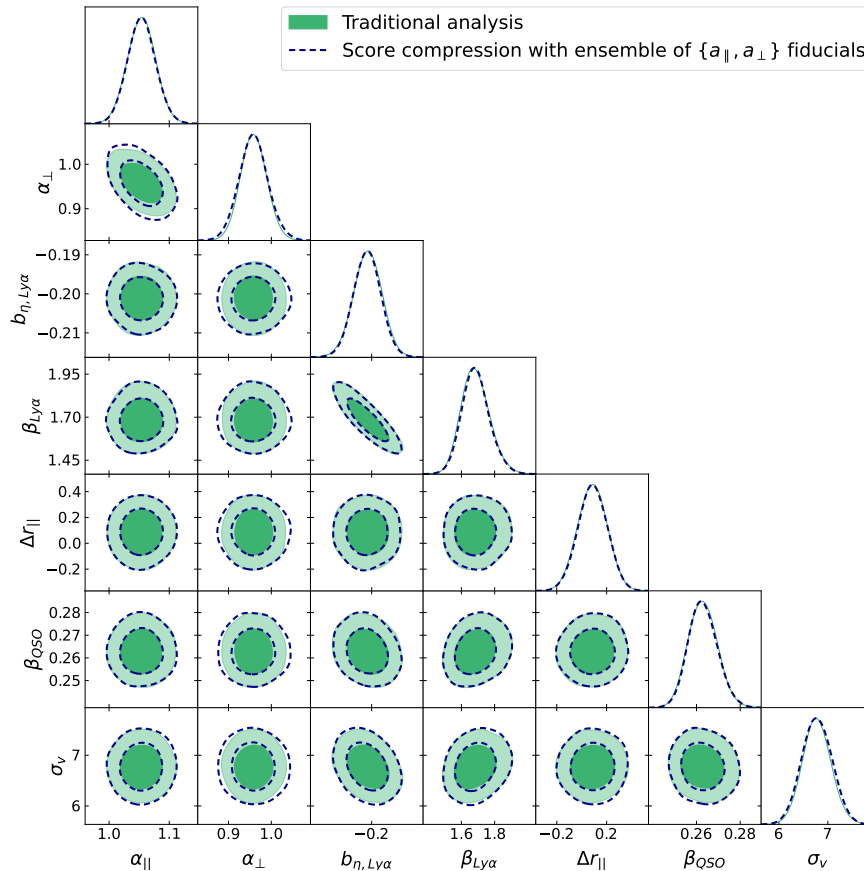 Traditional analysis
Score compression with ensemble of {a∥, a⊥} fiducials
1.0
0.9
α⊥
−0.19
−0.20
−0.21
b_{η,Lyα}
1.95
1.70
1.45
β_{Lyα}
0.4
0.2
0.0
−0.2
Δr_{||}
0.28
0.27
0.26
0.25
β_{QSO}
7
6
σ_v
1.0 1.1 0.9 1.0 −0.2 1.6 1.8 −0.2 0.2 0.26 0.28 6 7
α_{||} α⊥ b_{η,Lyα} β_{Lyα} Δr_{||} β_{QSO} σ_v